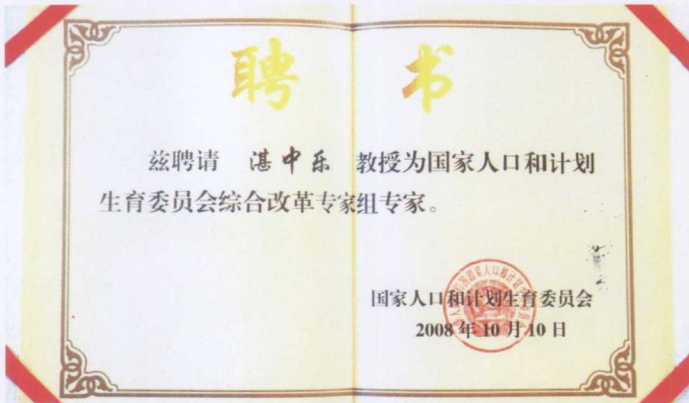 聘书
兹聘请 湛中乐 教授为国家人口和计划
生育委员会综合改革专家组专家。
国家人口和计划生育委员会
2008年10月10日